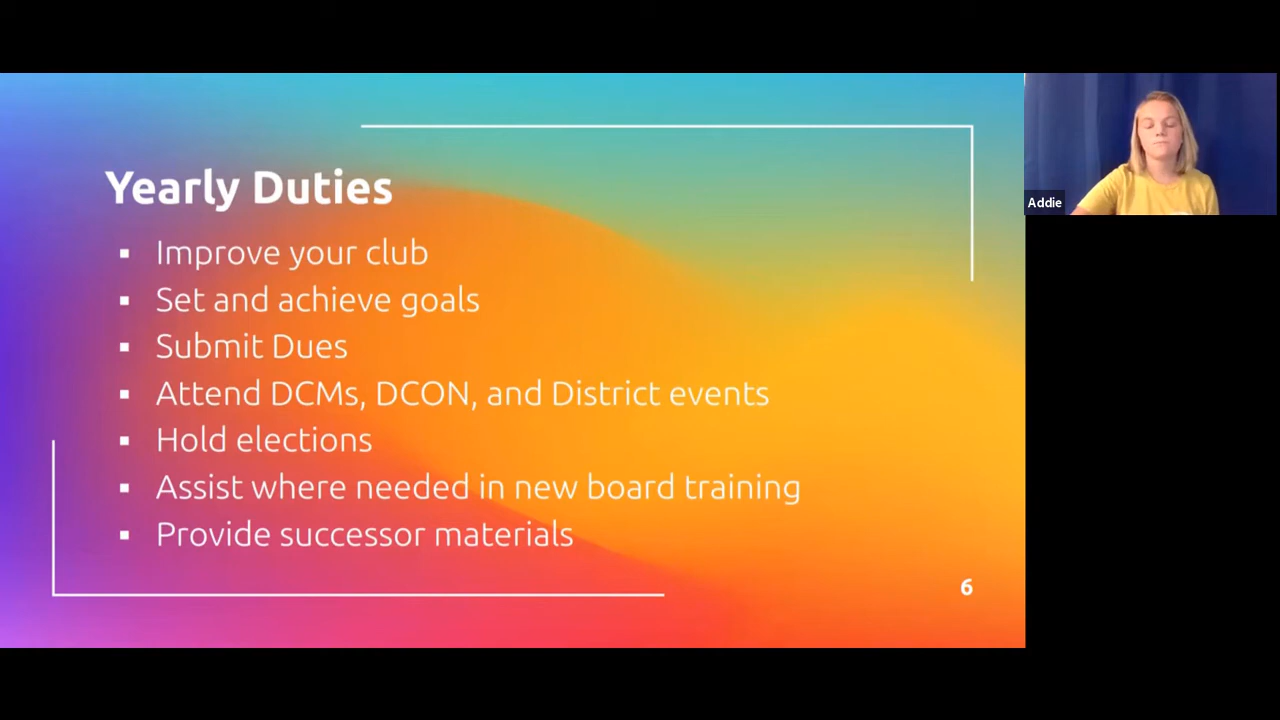 Yearly Duties
▪ Improve your club
▪ Set and achieve goals
▪ Submit Dues
▪ Attend DCMs, DCON, and District events
▪ Hold elections
▪ Assist where needed in new board training
▪ Provide successor materials
6
Addie